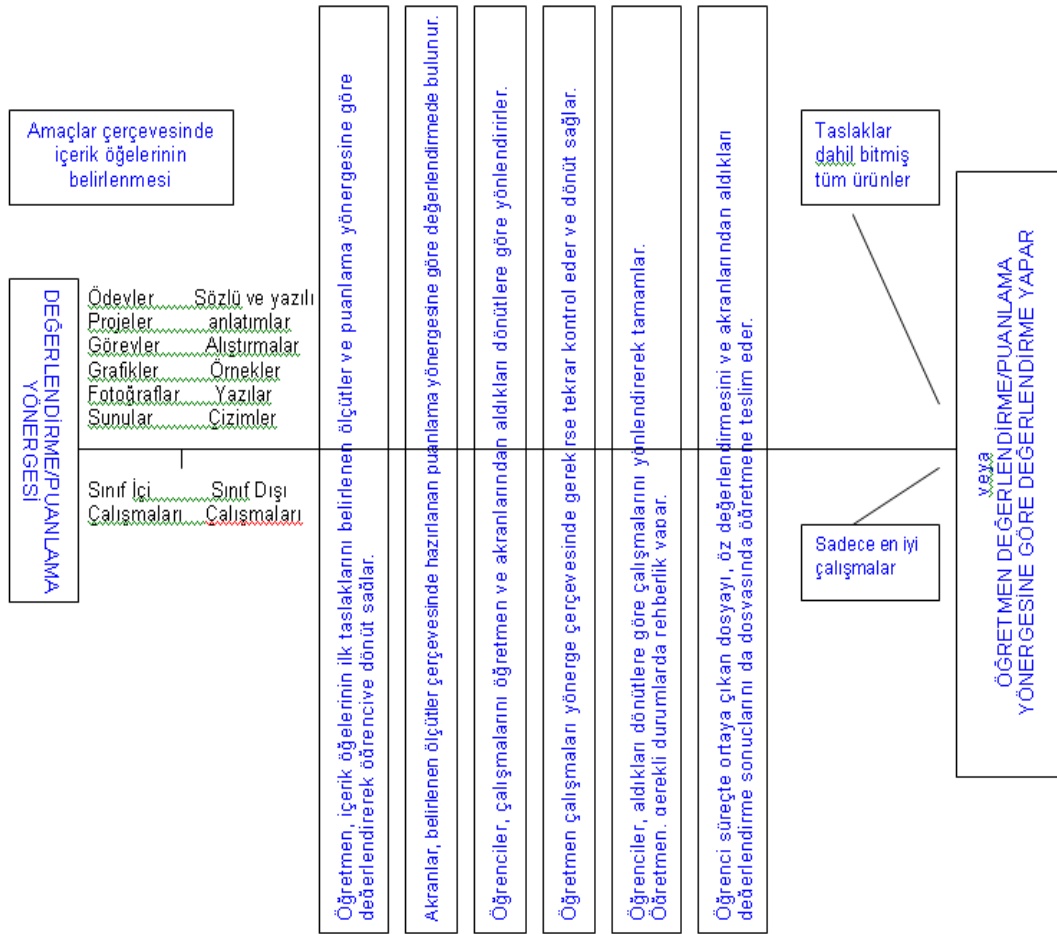 Amaçlar çerçevesinde
içerik öğelerinin
belirlenmesi
DEĞERLENDİRME/PUANLAMA
YÖNERGESİ
Ödevler Sözlü ve yazılı
Projeler anlatımlar
Görevler Alıştırmalar
Grafikler Örnekler
Fotoğraflar Yazılar
Sunular Çizimler
Sınıf İçi Sınıf Dışı
Çalışmaları Çalışmaları
Öğretmen, içerik öğelerinin ilk taslaklarını belirlenen ölçütler ve puanlama yönergesine göre
değerlendirerek öğrenciye dönüt sağlar.
Akranlar, belirlenen ölçütler çerçevesinde hazırlanan puanlama yönergesine göre değerlendirmede bulunur.
Öğrenciler, çalışmalarını öğretmen ve akranlarından aldıkları dönütlere göre yönlendirirler.
Öğretmen çalışmaları yönerge çerçevesinde gerekirse tekrar kontrol eder ve dönüt sağlar.
Öğrenciler, aldıkları dönütlere göre çalışmalarını yönlendirerek tamamlar.
Öğretmen, gerekli durumlarda rehberlik yapar.
Öğrenci süreçte ortaya çıkan dosyayı, öz değerlendirmesini ve akranlarından aldıkları
değerlendirme sonuçlarını da dosyasında öğretmene teslim eder.
Taslaklar
dahil bitmiş
tüm ürünler
Sadece en iyi
çalışmalar
veya
ÖĞRETMEN DEĞERLENDİRME/PUANLAMA
YÖNERGESİNE GÖRE DEĞERLENDİRME YAPAR